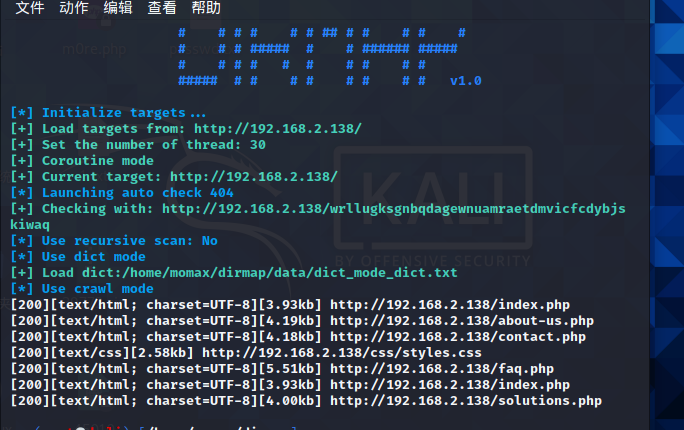 文件 动作 编辑 查看 帮助
# # # # # # ## # # # # #
# # # ##### # # ###### #####
# # # # # # # # # #
##### # # # # # # # # v1.0
[*] Initialize targets...
[+] Load targets from: http://192.168.2.138/
[+] Set the number of thread: 30
[+] Coroutine mode
[+] Current target: http://192.168.2.138/
[*] Launching auto check 404
[+] Checking with: http://192.168.2.138/wrllugksgnbqdagewnuamraetdmvicfcdybjs
kiwaq
[*] Use recursive scan: No
[*] Use dict mode
[+] Load dict:/home/momax/dirmap/data/dict_mode_dict.txt
[*] Use crawl mode
[200][text/html; charset=UTF-8][3.93kb] http://192.168.2.138/index.php
[200][text/html; charset=UTF-8][4.19kb] http://192.168.2.138/about-us.php
[200][text/html; charset=UTF-8][4.18kb] http://192.168.2.138/contact.php
[200][text/css][2.58kb] http://192.168.2.138/css/styles.css
[200][text/html; charset=UTF-8][5.51kb] http://192.168.2.138/faq.php
[200][text/html; charset=UTF-8][3.93kb] http://192.168.2.138/index.php
[200][text/html; charset=UTF-8][4.00kb] http://192.168.2.138/solutions.php
KALI
BY OFFENSIVE SECURITY